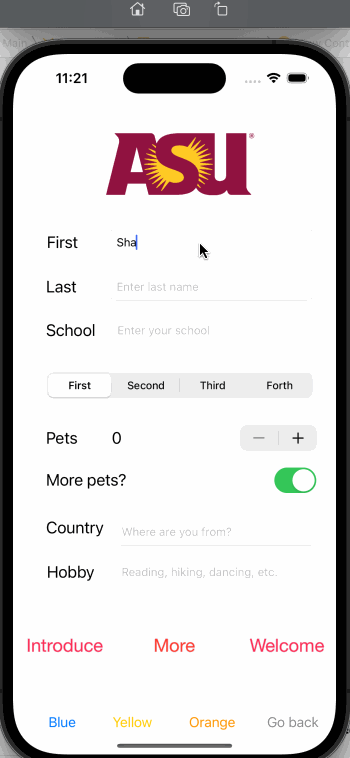 Main
Cont
11:21
ASU®
First Sha
Last Enter last name
School Enter your school
First Second Third Forth
Pets 0 − +
More pets?
Country Where are you from?
Hobby Reading, hiking, dancing, etc.
Introduce More Welcome
Blue Yellow Orange Go back